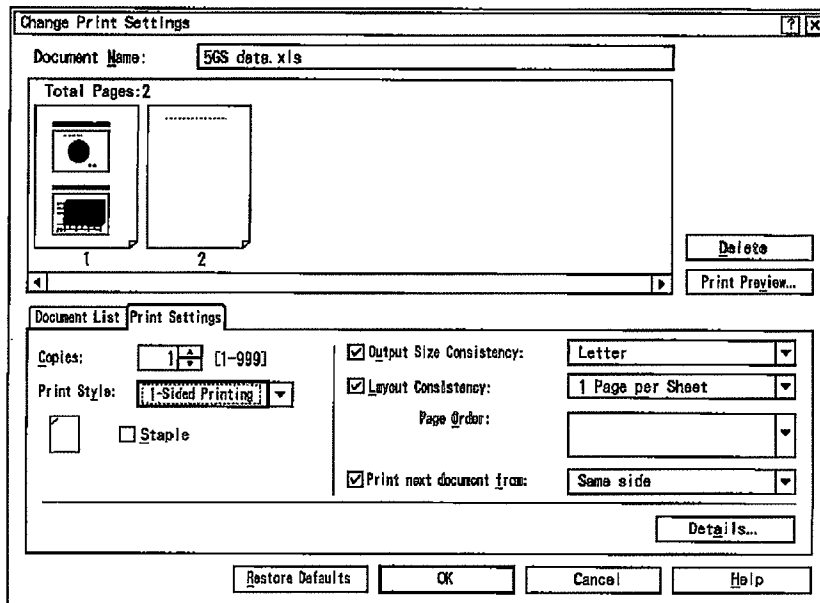 Change Print Settings
?
Document Name:
5GS data.xls
Total Pages:2
1
2
Delete
Print Preview...
Document List
Print Settings
Copies:
1
[1-999]
Print Style:
1-Sided Printing
Staple
Output Size Consistency:
Letter
Layout Consistency:
1 Page per Sheet
Page Order:
Print next document from:
Same side
Details...
Restore Defaults
OK
Cancel
Help